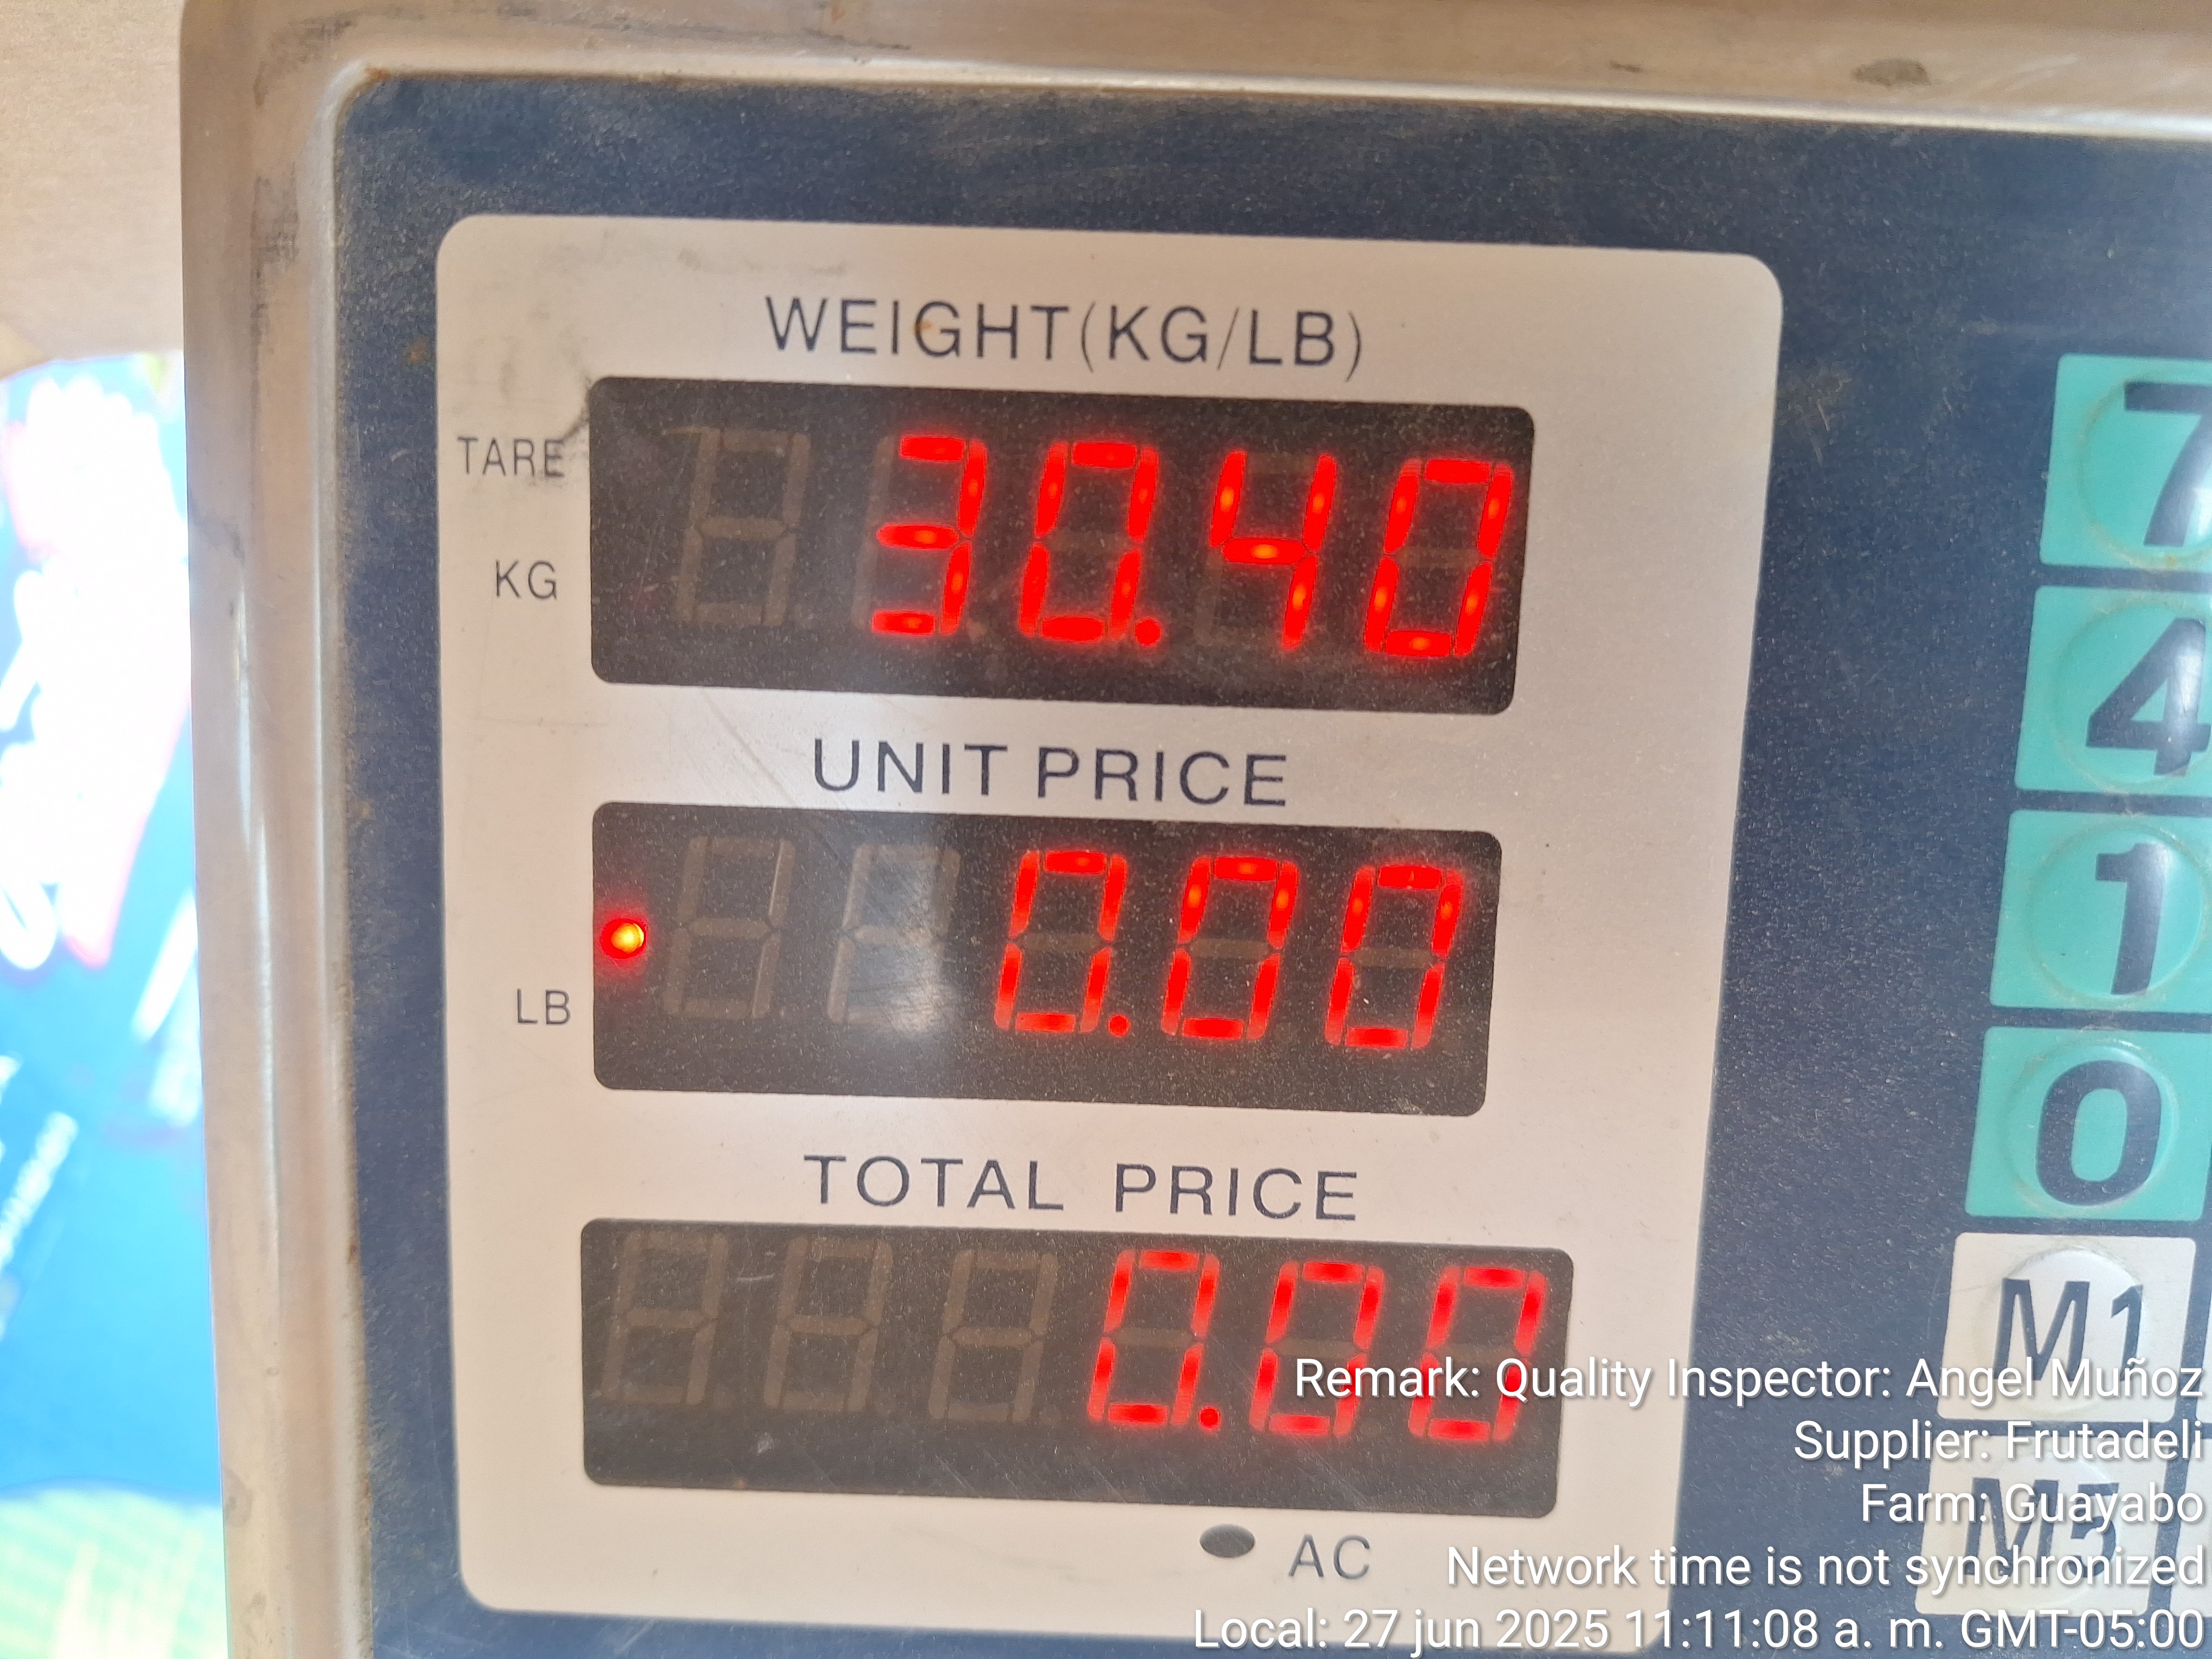 WEIGHT(KG/LB)
TARE
KG
30.40
7
UNIT PRICE
4
LB
0.00
1
TOTAL PRICE
0
0.00
M1
Remark: Quality Inspector: Angel Muñoz
Supplier: Frutadeli
Farm: Guayabo
M5
AC
Network time is not synchronized
Local: 27 jun 2025 11:11:08 a. m. GMT-05:00